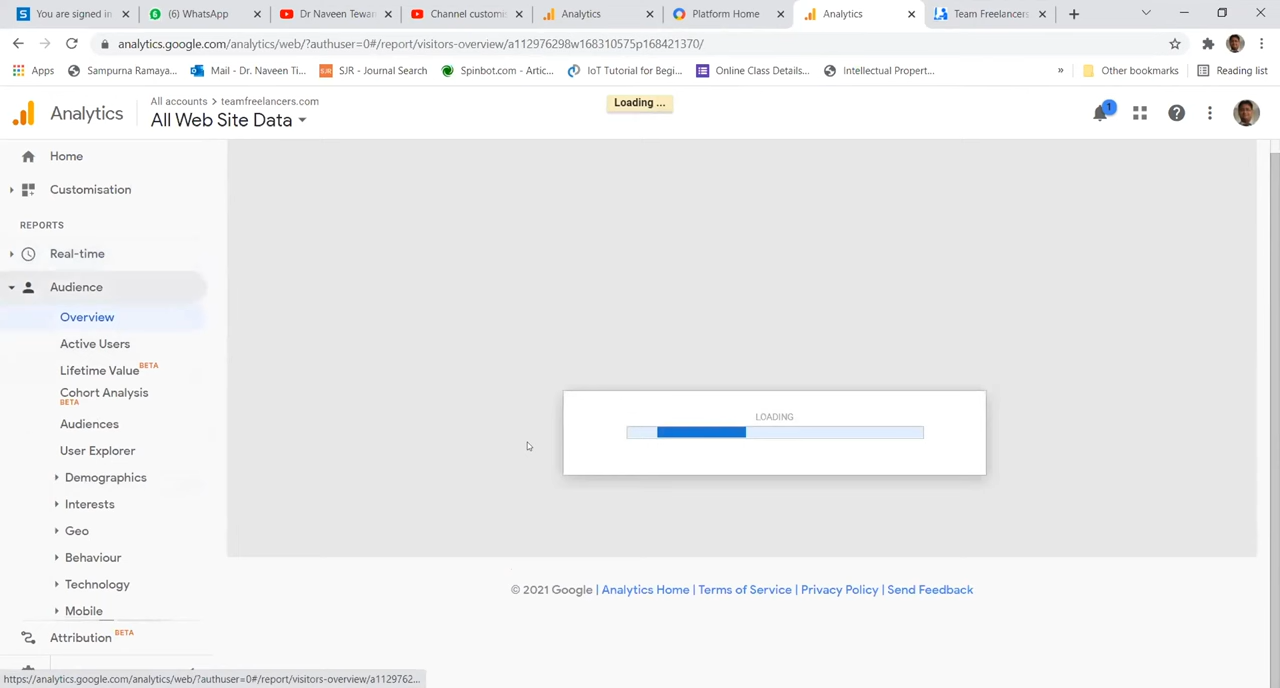 You are signed in
(6) WhatsApp
Dr Naveen Tewar
Channel customis
Analytics
Platform Home
Analytics
Team Freelancers
analytics.google.com/analytics/web/?authuser=0#/report/visitors-overview/a112976298w168310575p168421370/
Apps
Sampurna Ramaya...
Mail - Dr. Naveen Ti...
SJR - Journal Search
Spinbot.com - Artic...
IoT Tutorial for Begi...
Online Class Details...
Intellectual Propert...
»
Other bookmarks
Reading list
Analytics
All accounts > teamfreelancers.com
All Web Site Data
Loading ...
1
Home
Customisation
REPORTS
Real-time
Audience
Overview
Active Users
Lifetime Value BETA
Cohort Analysis
BETA
Audiences
User Explorer
Demographics
Interests
Geo
Behaviour
Technology
Mobile
Attribution BETA
LOADING
© 2021 Google | Analytics Home | Terms of Service | Privacy Policy | Send Feedback
https://analytics.google.com/analytics/web/?authuser=0#/report/visitors-overview/a1129762...